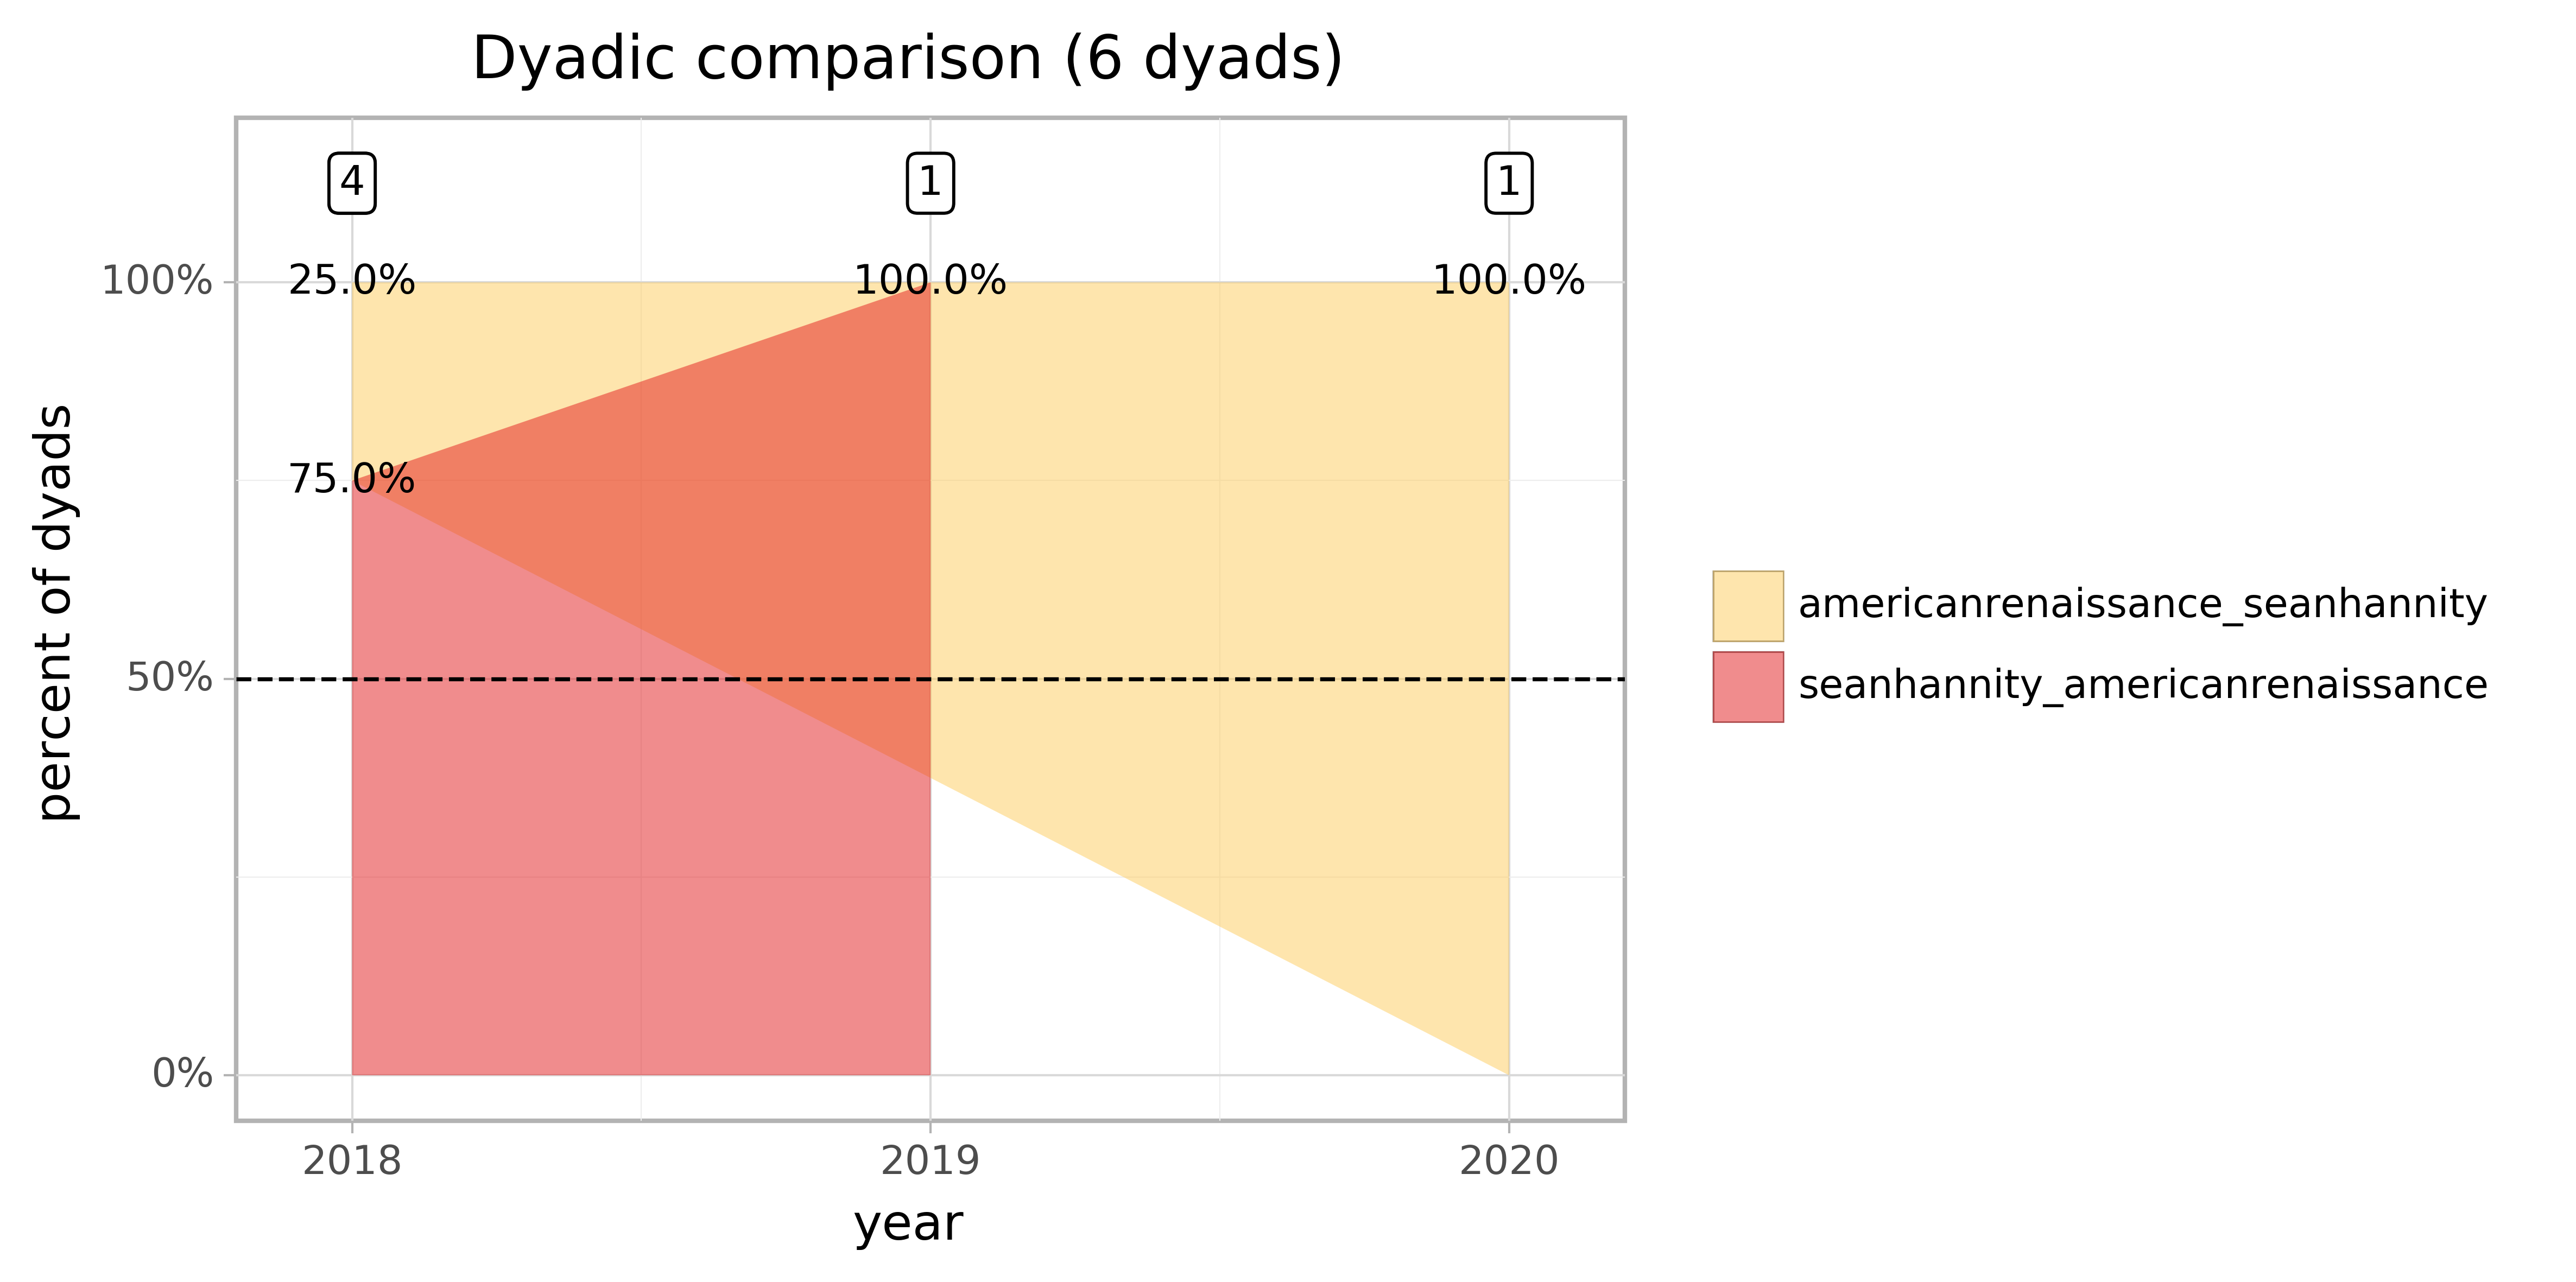 Dyadic comparison (6 dyads)
4
1
1
25.0%
100.0%
100.0%
75.0%
100%
50%
0%
percent of dyads
2018
2019
2020
year
americanrenaissance_seanhannity
seanhannity_americanrenaissance